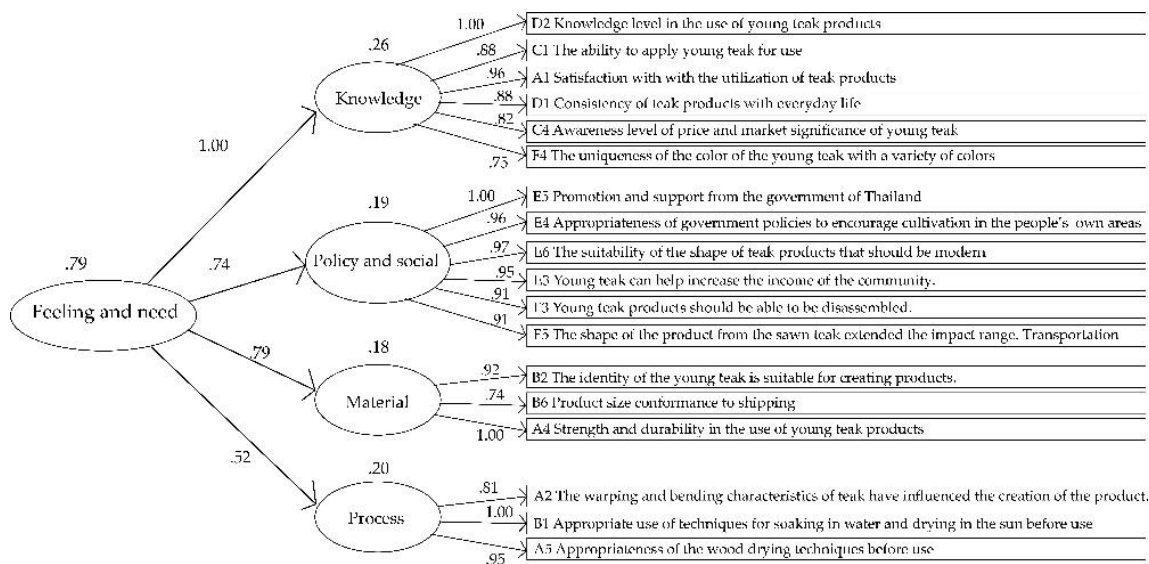 1.00
D2 Knowledge level in the use of young teak products
.26
.88
C1 The ability to apply young teak for use
.96
A1 Satisfaction with with the utilization of teak products
Knowledge
.88
D1 Consistency of teak products with everyday life
.82
C4 Awareness level of price and market significance of young teak
.73
F4 The uniqueness of the color of the young teak with a variety of colors
1.00
1.00
E5 Promotion and support from the government of Thailand
.19
.96
E4 Appropriateness of government policies to encourage cultivation in the people's own areas
.97
E6 The suitability of the shape of teak products that should be modern
.79
.74
Policy and social
.95
E3 Young teak can help increase the income of the community.
.91
F3 Young teak products should be able to be disassembled.
Feeling and need
.91
F5 The shape of the product from the sawn teak extended the impact range. Transportation
.79
.18
.92
B2 The identity of the young teak is suitable for creating products.
Material
.74
B6 Product size conformance to shipping
1.00
A4 Strength and durability in the use of young teak products
.52
.20
.81
A2 The warping and bending characteristics of teak have influenced the creation of the product.
Process
1.00
B1 Appropriate use of techniques for soaking in water and drying in the sun before use
.95
A5 Appropriateness of the wood drying techniques before use